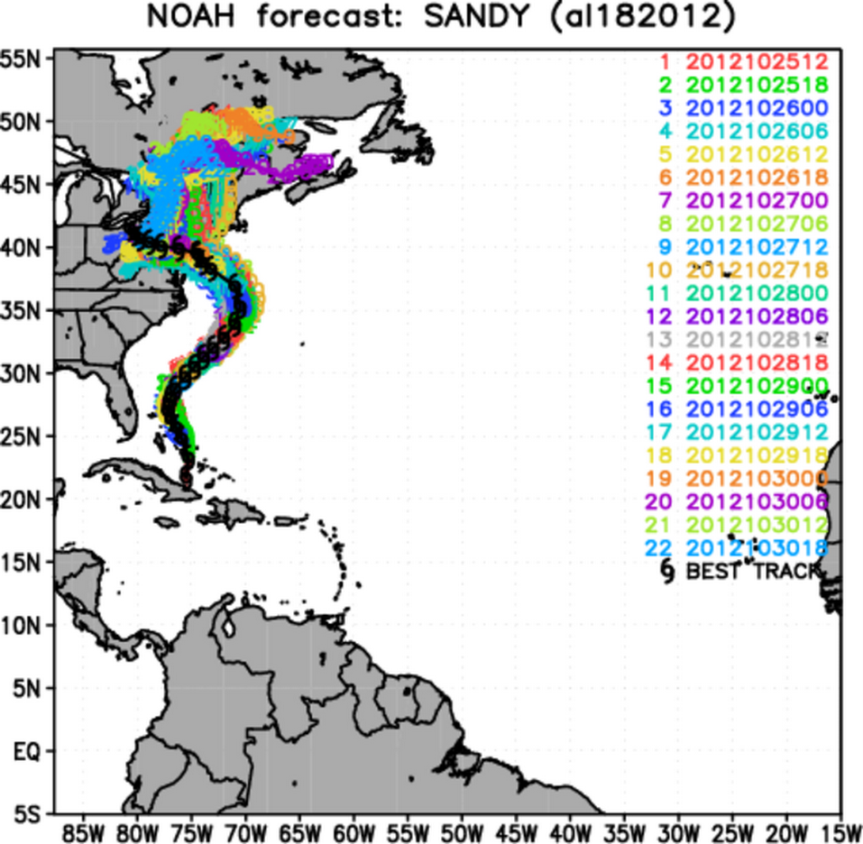 NOAH forecast: SANDY (al182012)
55N
50N
45N
40N
35N
30N
25N
20N
15N
10N
5N
EQ
5S
1 2012102512
2 2012102518
3 2012102600
4 2012102606
5 2012102612
6 2012102618
7 2012102700
8 2012102706
9 2012102712
10 2012102718
11 2012102800
12 2012102806
13 2012102812
14 2012102818
15 2012102900
16 2012102906
17 2012102912
18 2012102918
19 2012103000
20 2012103006
21 2012103012
22 2012103018
BEST TRACK
85W 80W 75W 70W 65W 60W 55W 50W 45W 40W 35W 30W 25W 20W 15W